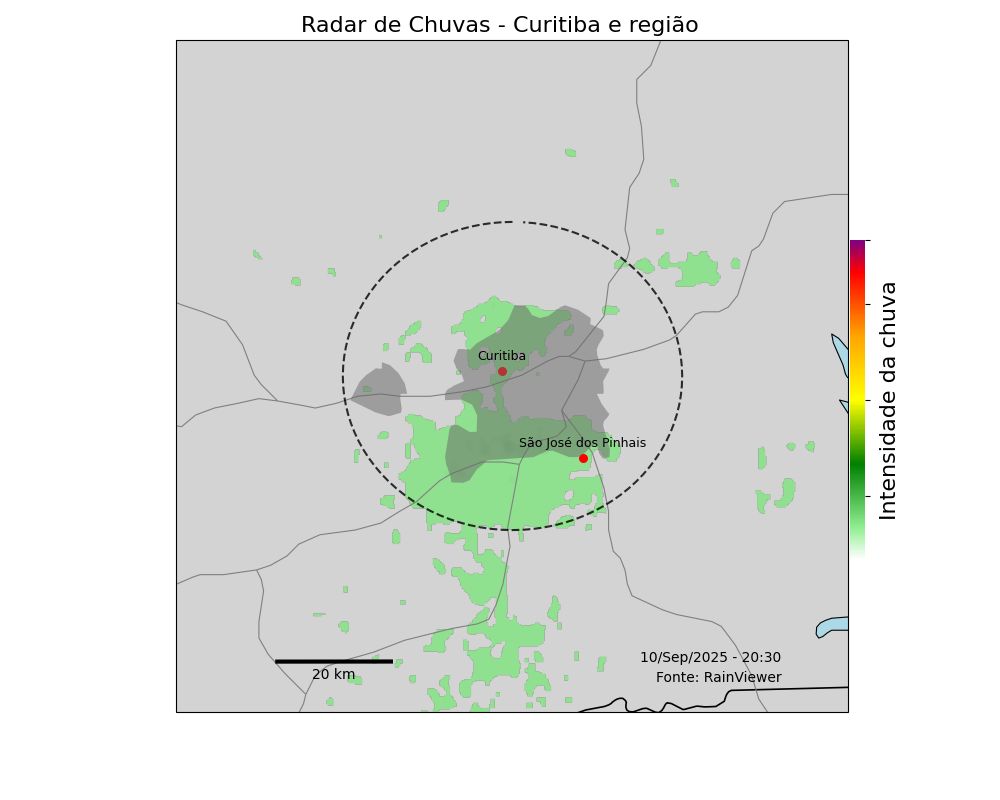 Radar de Chuvas - Curitiba e região
Curitiba
São José dos Pinhais
Intensidade da chuva
10/Sep/2025 - 20:30
20 km
Fonte: RainViewer